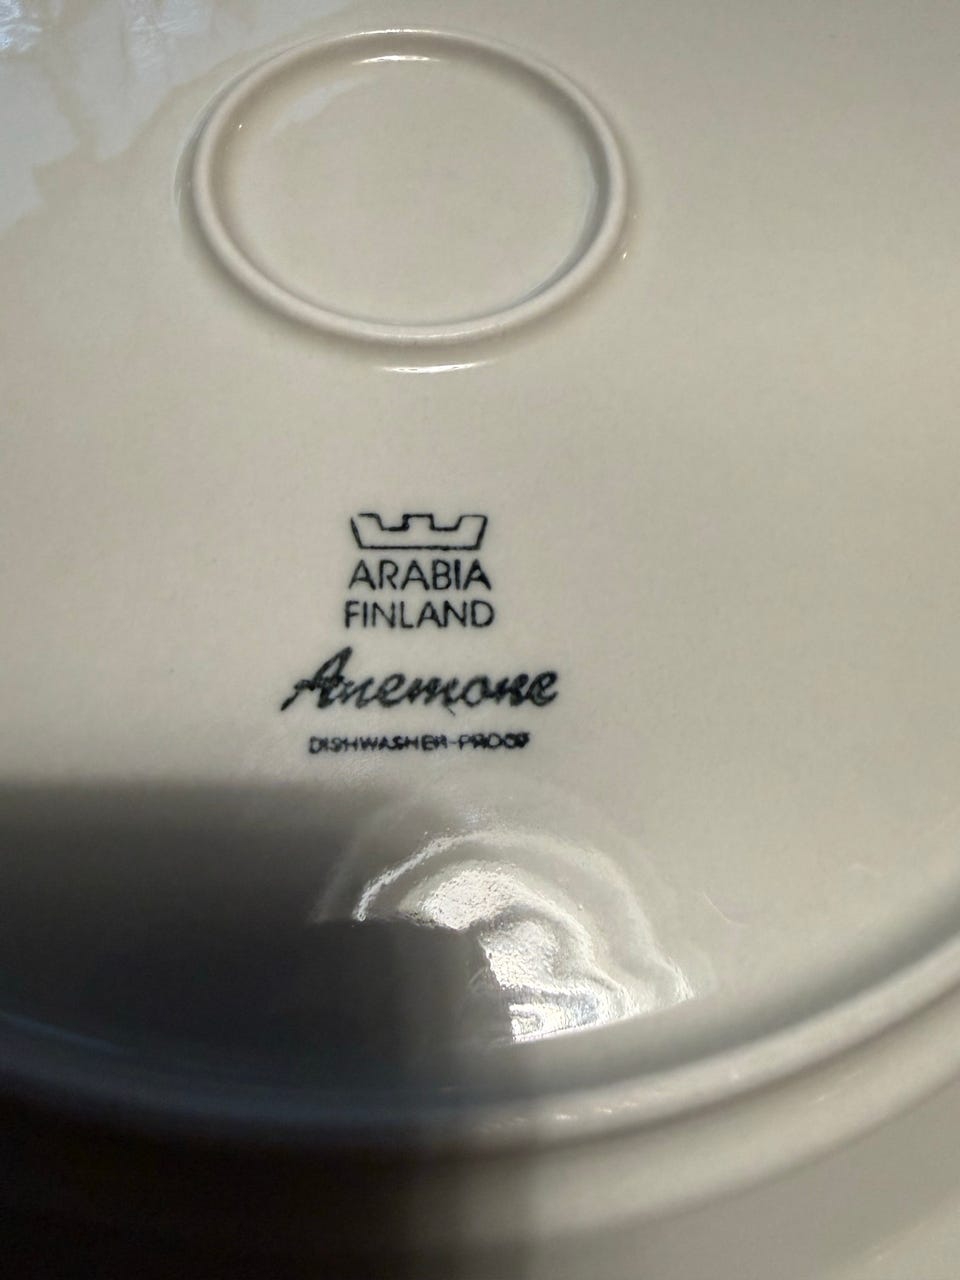 ARABIA
FINLAND
Anemone
DISHWASHER-PROOF